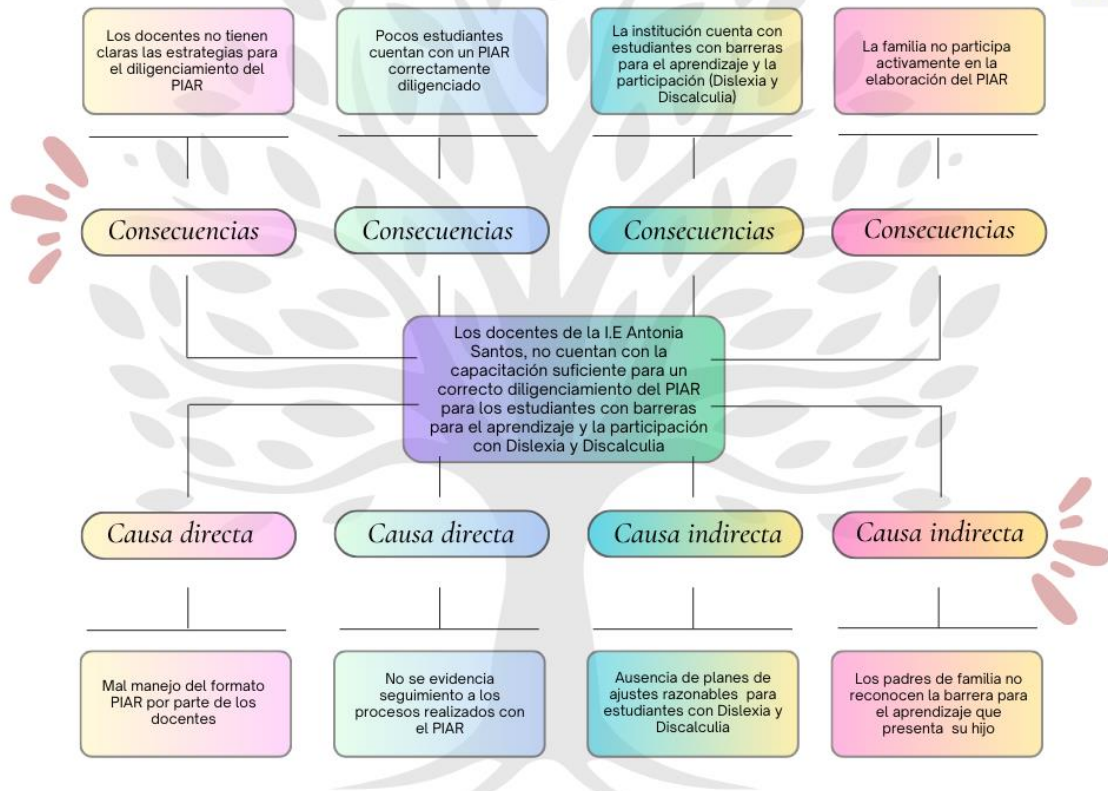 Los docentes no tienen
claras las estrategias para
el diligenciamiento del
PIAR
Pocos estudiantes
cuentan con un PIAR
correctamente
diligenciado
La institución cuenta con
estudiantes con barreras
para el aprendizaje y la
participación (Dislexia y
Discalculia)
La familia no participa
activamente en la
elaboración del PIAR
Consecuencias
Consecuencias
Consecuencias
Consecuencias
Los docentes de la I.E Antonia
Santos, no cuentan con la
capacitación suficiente para un
correcto diligenciamiento del PIAR
para los estudiantes con barreras
para el aprendizaje y la participación
con Dislexia y Discalculia
Causa directa
Causa directa
Causa indirecta
Causa indirecta
Mal manejo del formato
PIAR por parte de los
docentes
No se evidencia
seguimiento a los
procesos realizados con
el PIAR
Ausencia de planes de
ajustes razonables para
estudiantes con Dislexia y
Discalculia
Los padres de familia no
reconocen la barrera para
el aprendizaje que
presenta su hijo